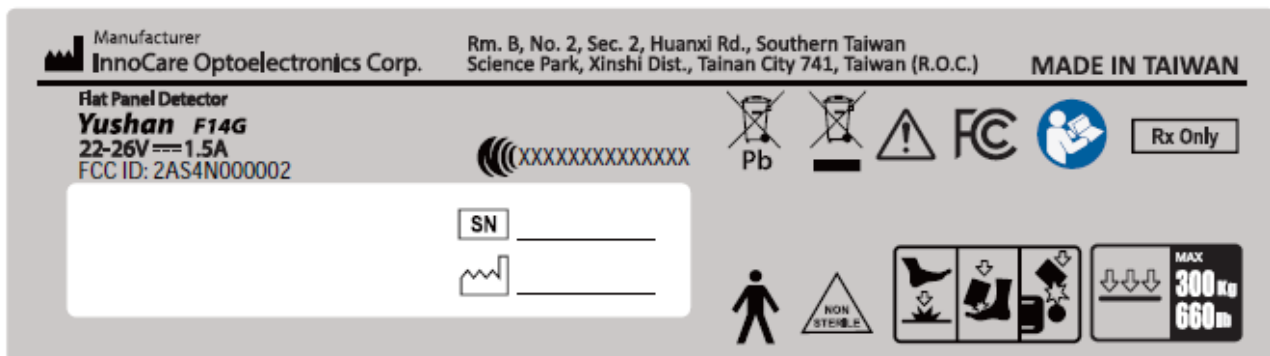 Manufacturer
InnoCare Optoelectronics Corp.
Rm. B, No. 2, Sec. 2, Huanxi Rd., Southern Taiwan
Science Park, Xinshi Dist., Tainan City 741, Taiwan (R.O.C.)
MADE IN TAIWAN
Flat Panel Detector
Yushan F14G
22-26V⎓1.5A
FCC ID: 2AS4N000002
XXXXXXXXXXXXXX
Pb
FC
Rx Only
SN
NON
STERILE
MAX
300Kg
660lb